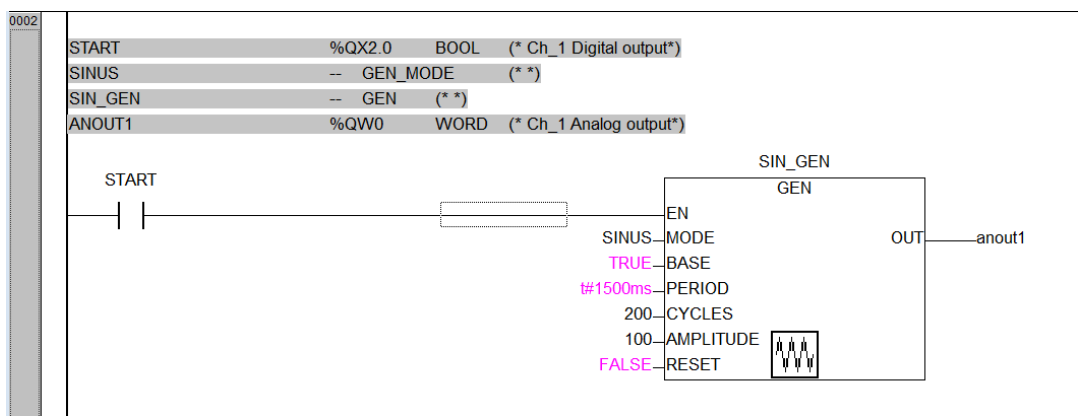 0002
START %QX2.0 BOOL (* Ch_1 Digital output*)
SINUS -- GEN_MODE (* *)
SIN_GEN -- GEN (* *)
ANOUT1 %QW0 WORD (* Ch_1 Analog output*)
SIN_GEN
START
GEN
EN
SINUS MODE OUT anout1
TRUE BASE
t#1500ms PERIOD
200 CYCLES
100 AMPLITUDE
FALSE RESET